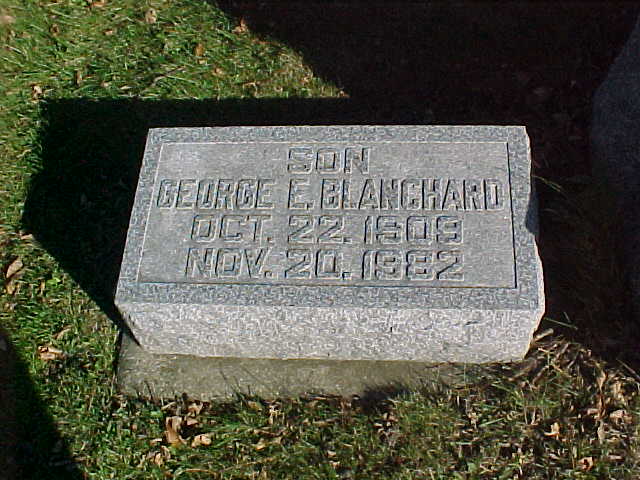 SON
GEORGE E. BLANCHARD
OCT. 22. 1909
NOV. 20. 1982